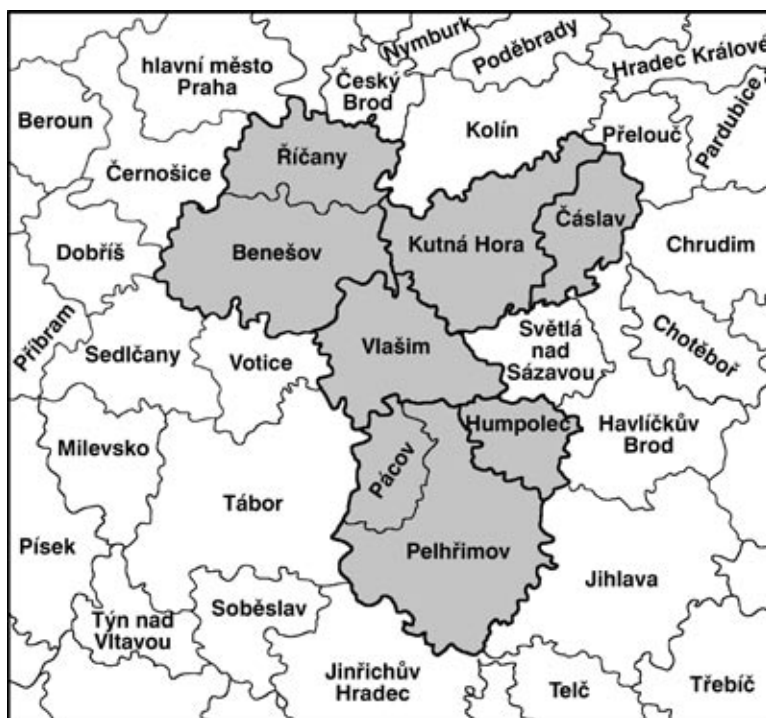 Nymburk
Poděbrady
Hradec Králové
hlavní město
Praha
Český
Brod
Pardubice
Beroun
Kolín
Přelouč
Říčany
Černošice
Čáslav
Dobříš
Benešov
Kutná Hora
Chrudim
Příbram
Sedlčany
Votice
Vlašim
Světlá
nad
Sázavou
Chotěboř
Milevsko
Humpolec
Havlíčkův
Brod
Pácov
Tábor
Písek
Pelhřimov
Jihlava
Týn nad
Vltavou
Soběslav
Jinřichův
Hradec
Telč
Třebíč